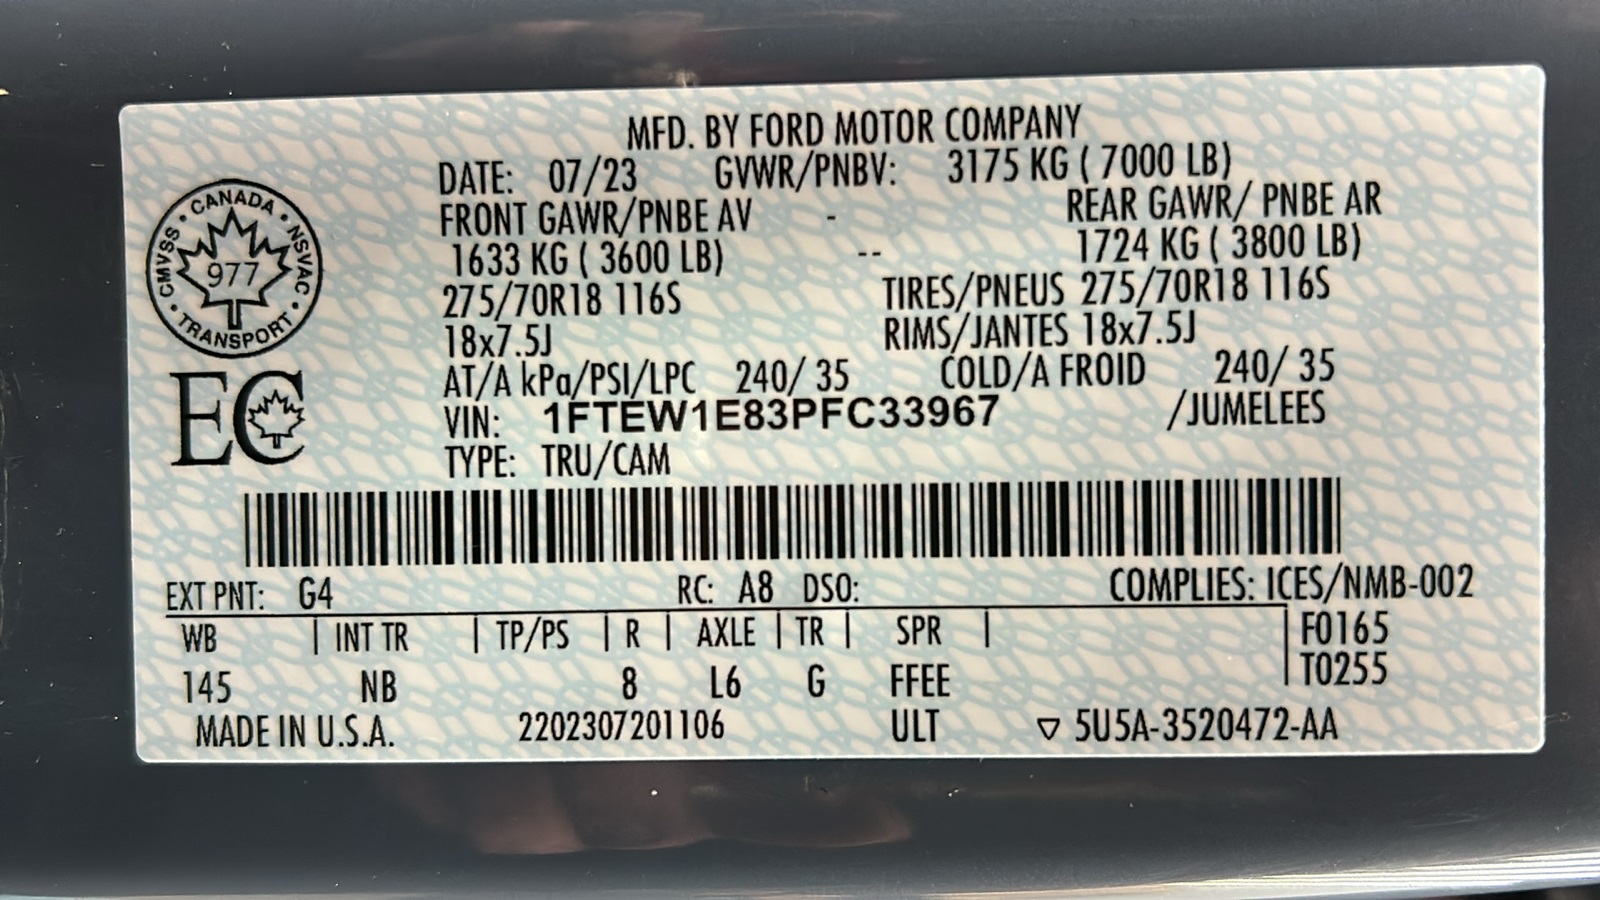 MFD. BY FORD MOTOR COMPANY
DATE: 07/23 GVWR/PNBV: 3175 KG ( 7000 LB)
FRONT GAWR/PNBE AV - REAR GAWR/ PNBE AR
1633 KG ( 3600 LB) -- 1724 KG ( 3800 LB)
275/70R18 116S TIRES/PNEUS 275/70R18 116S
18x7.5J RIMS/JANTES 18x7.5J
AT/A kPa/PSI/LPC 240/ 35 COLD/A FROID 240/ 35
VIN: 1FTEW1E83PFC33967 /JUMELEES
TYPE: TRU/CAM
CANADA
CMVSS • NSVAC
977
TRANSPORT
EC
EXT PNT: G4 RC: A8 DSO: COMPLIES: ICES/NMB-002
WB | INT TR | TP/PS | R | AXLE | TR | SPR | F0165
145 NB 8 L6 G FFEE T0255
MADE IN U.S.A. 2202307201106 ULT ▽ 5U5A-3520472-AA